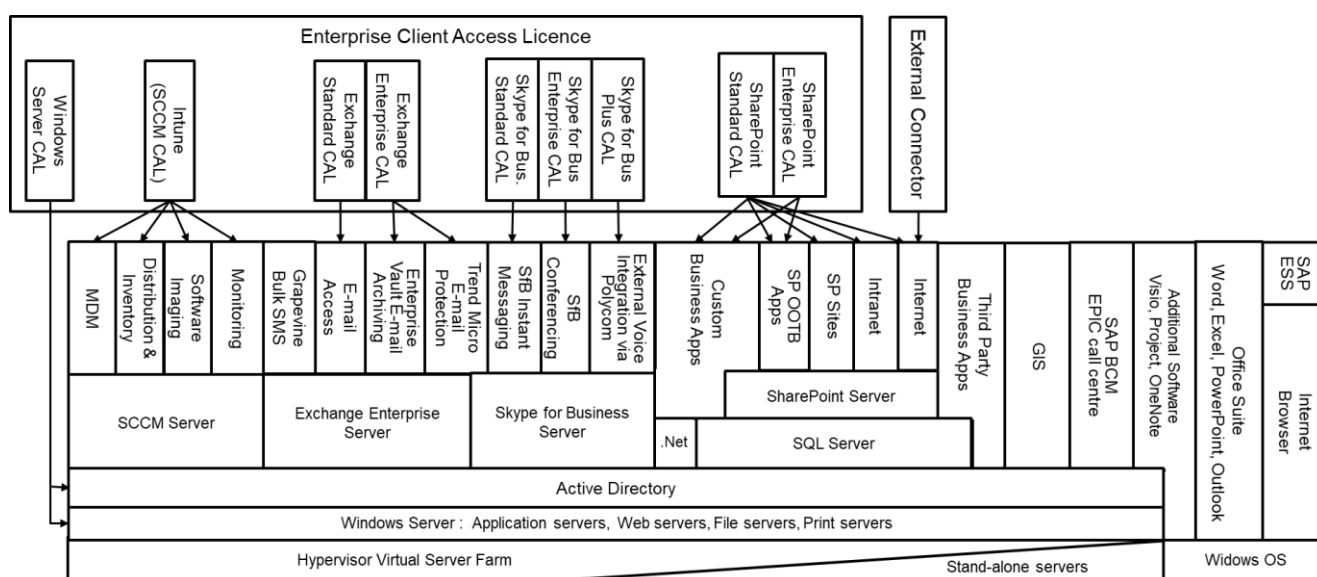 Enterprise Client Access Licence
Windows
Server CAL
Intune
(SCCM CAL)
Exchange
Standard CAL
Exchange
Enterprise CAL
Skype for Bus.
Standard CAL
Skype for Bus
Enterprise CAL
Skype for Bus
Plus CAL
SharePoint
Standard CAL
SharePoint
Enterprise CAL
External Connector
MDM
Distribution &
Inventory
Software
Imaging
Monitoring
Grapevine
Bulk SMS
E-mail
Access
Enterprise
Vault E-mail
Archiving
Trend Micro
E-mail
Protection
SfB Instant
Messaging
SfB
Conferencing
External Voice
Integration via
Polycom
Custom
Business Apps
SP OOTB
Apps
SP Sites
Intranet
Internet
Third Party
Business Apps
GIS
SAP BCM
EPIC call centre
Additional Software
Visio, Project, OneNote
Office Suite
Word, Excel, PowerPoint, Outlook
SAP
ESS
Internet
Browser
SCCM Server
Exchange Enterprise
Server
Skype for Business
Server
SharePoint Server
.Net
SQL Server
Active Directory
Windows Server : Application servers, Web servers, File servers, Print servers
Hypervisor Virtual Server Farm
Stand-alone servers
Widows OS